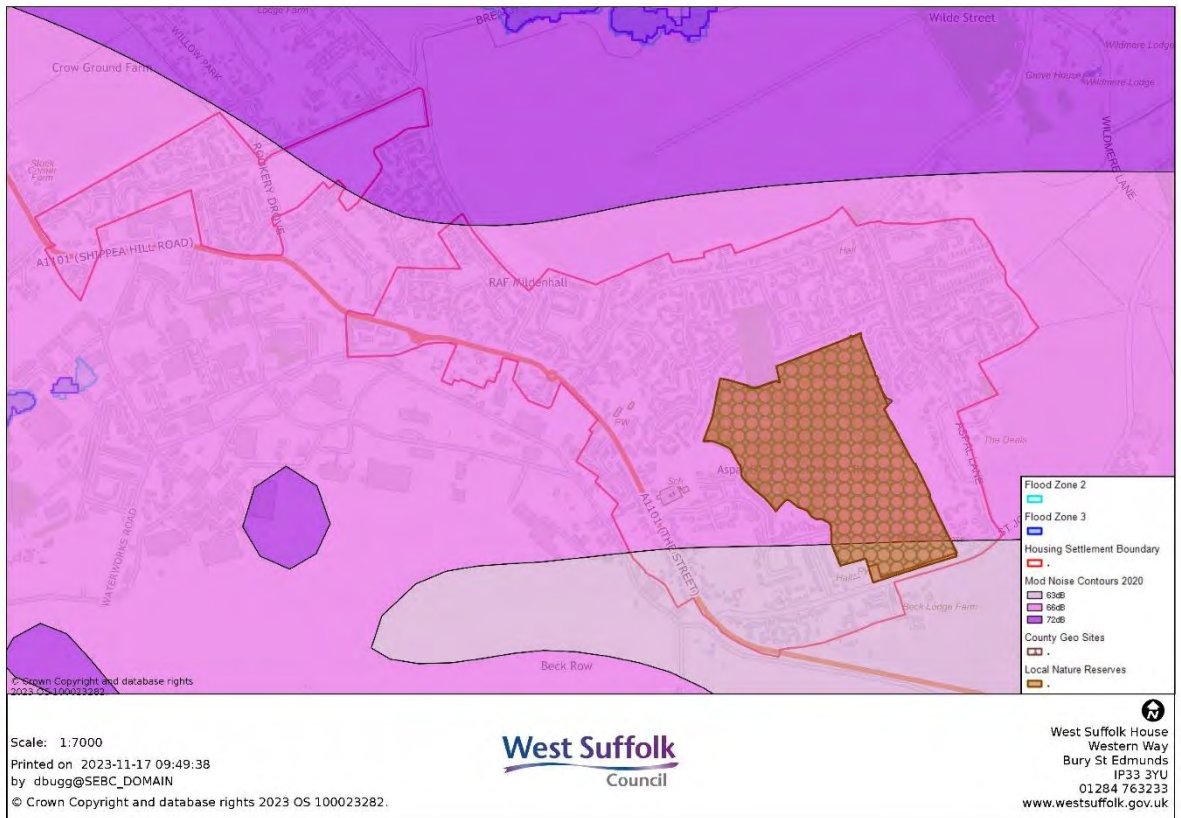 Lodge Farm
BREC
Wilde Street
WILLOW PARK
Wildmere Lodge
Crow Ground Farm
Grove House
Wildmere Lodge
WILDMERE LANE
Stock
Corner
Farm
ROOKERY DROVE
A1101 (SHIPPEA HILL ROAD)
Hall
RAF Mildenhall
PW
ASPAL LANE
The Deals
Aspal
Sch
A1101 (THE STREET)
WATERWORKS ROAD
ST JO
Hall
Beck Lodge Farm
Beck Row
© Crown Copyright and database rights
2023 OS 100023282.
Flood Zone 2
Flood Zone 3
Housing Settlement Boundary
.
Mod Noise Contours 2020
63dB
66dB
72dB
County Geo Sites
.
Local Nature Reserves
.
N
Scale: 1:7000
Printed on 2023-11-17 09:49:38
by dbugg@SEBC_DOMAIN
© Crown Copyright and database rights 2023 OS 100023282.
West Suffolk
Council
West Suffolk House
Western Way
Bury St Edmunds
IP33 3YU
01284 763233
www.westsuffolk.gov.uk